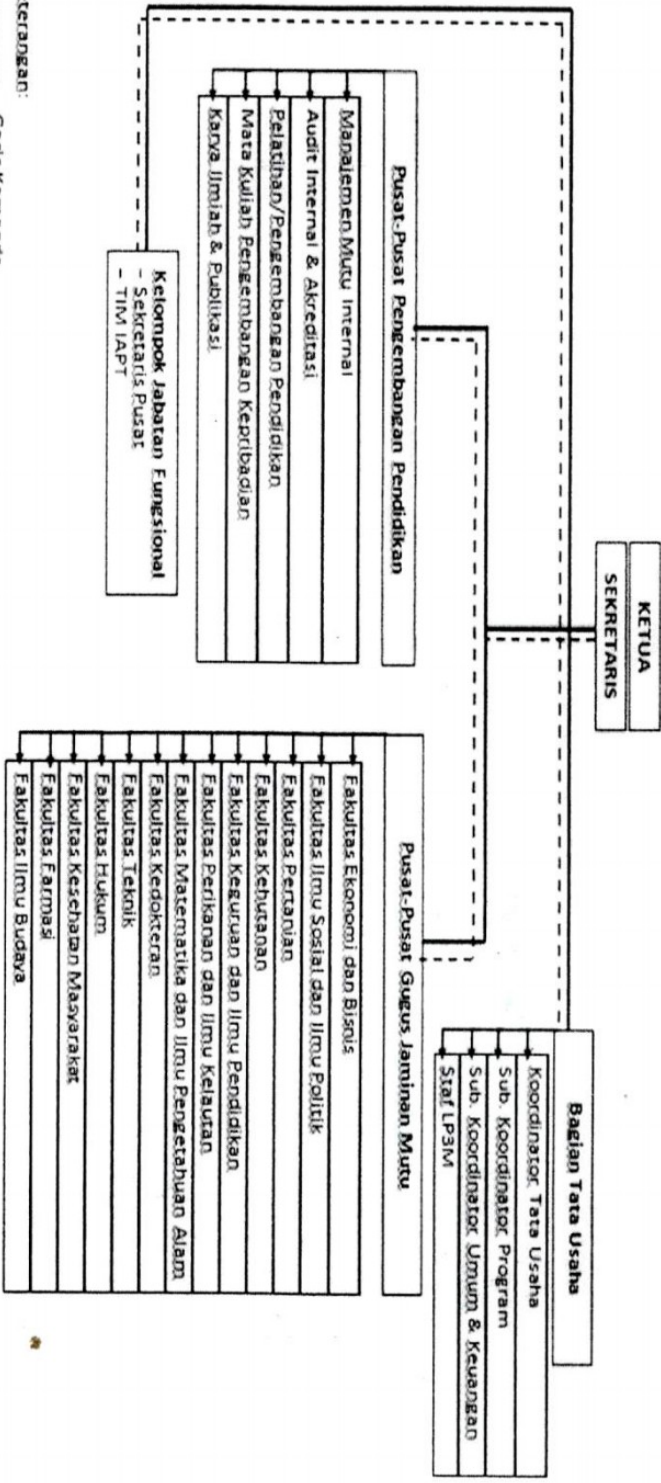 KETUA
SEKRETARIS
Bagian Tata Usaha
Koordinator Tata Usaha
Sub. Koordinator Program
Sub. Koordinator Umum & Keuangan
Staf LP3M
Pusat-Pusat Pengembangan Pendidikan
Manajemen Mutu Internal
Audit Internal & Akreditasi
Pelatihan/Pengembangan Pendidikan
Mata Kuliah Pengembangan Kepribadian
Karya Ilmiah & Publikasi
Pusat-Pusat Gugus Jaminan Mutu
Fakultas Ekonomi dan Bisnis
Fakultas Ilmu Sosial dan Ilmu Politik
Fakultas Pertanian
Fakultas Kehutanan
Fakultas Keguruan dan Ilmu Pendidikan
Fakultas Perikanan dan Ilmu Kelautan
Fakultas Matematika dan Ilmu Pengetahuan Alam
Fakultas Kedokteran
Fakultas Teknik
Fakultas Hukum
Fakultas Kesehatan Masyarakat
Fakultas Farmasi
Fakultas Ilmu Budaya
Kelompok Jabatan Fungsional
- Sekretaris Pusat
- TIM IAPT
terangan: